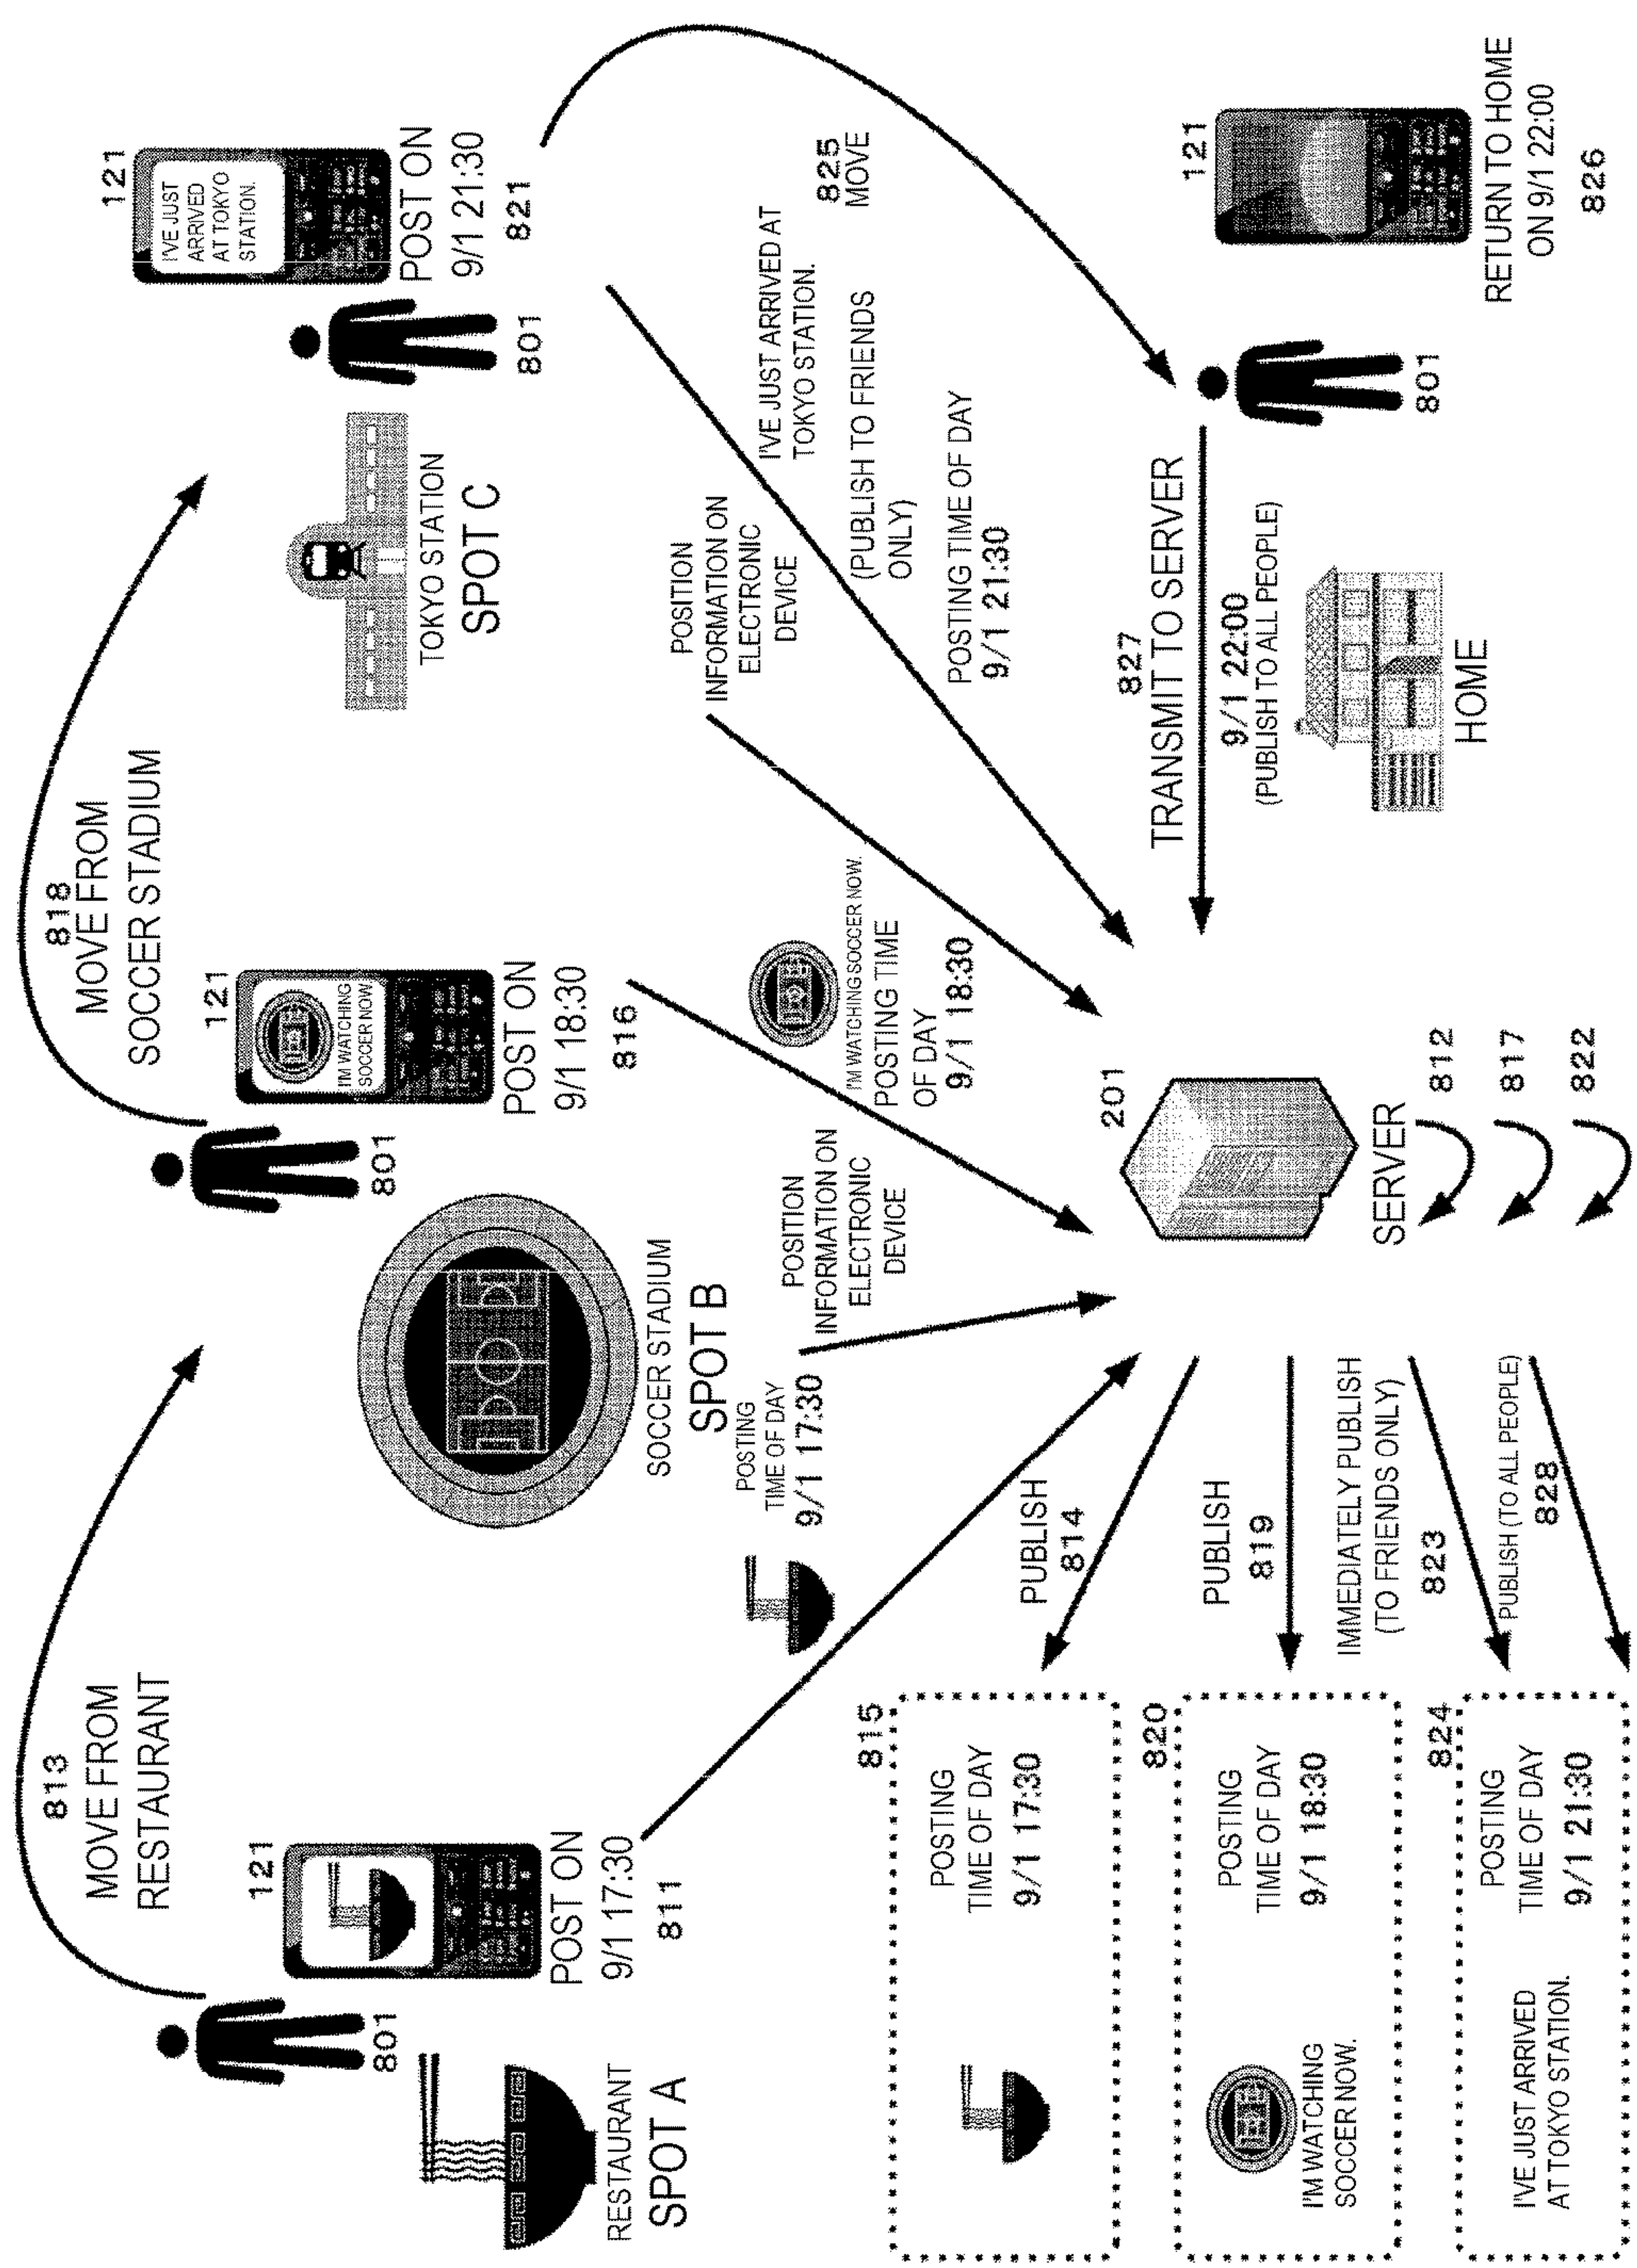 813
MOVE FROM
RESTAURANT
818
MOVE FROM
SOCCER STADIUM
801
121
POST ON
9/1 17:30
811
RESTAURANT
SPOT A
801
121
I'M WATCHING
SOCCER NOW.
POST ON
9/1 18:30
816
SOCCER STADIUM
SPOT B
TOKYO STATION
SPOT C
801
121
I'VE JUST
ARRIVED
AT TOKYO
STATION.
POST ON
9/1 21:30
821
POSTING
TIME OF DAY
9/1 17:30
POSITION
INFORMATION ON
ELECTRONIC
DEVICE
I'M WATCHING SOCCER NOW.
POSTING TIME
OF DAY
9/1 18:30
POSITION
INFORMATION ON
ELECTRONIC
DEVICE
I'VE JUST ARRIVED AT
TOKYO STATION.
(PUBLISH TO FRIENDS
ONLY)
POSTING TIME OF DAY
9/1 21:30
825
MOVE
815
POSTING
TIME OF DAY
9/1 17:30
PUBLISH
814
820
POSTING
TIME OF DAY
9/1 18:30
I'M WATCHING
SOCCER NOW.
PUBLISH
819
824
POSTING
TIME OF DAY
9/1 21:30
I'VE JUST ARRIVED
AT TOKYO STATION.
IMMEDIATELY PUBLISH
(TO FRIENDS ONLY)
823
PUBLISH (TO ALL PEOPLE)
828
201
SERVER
812
817
822
827
TRANSMIT TO SERVER
9/1 22:00
(PUBLISH TO ALL PEOPLE)
HOME
801
121
RETURN TO HOME
ON 9/1 22:00
826